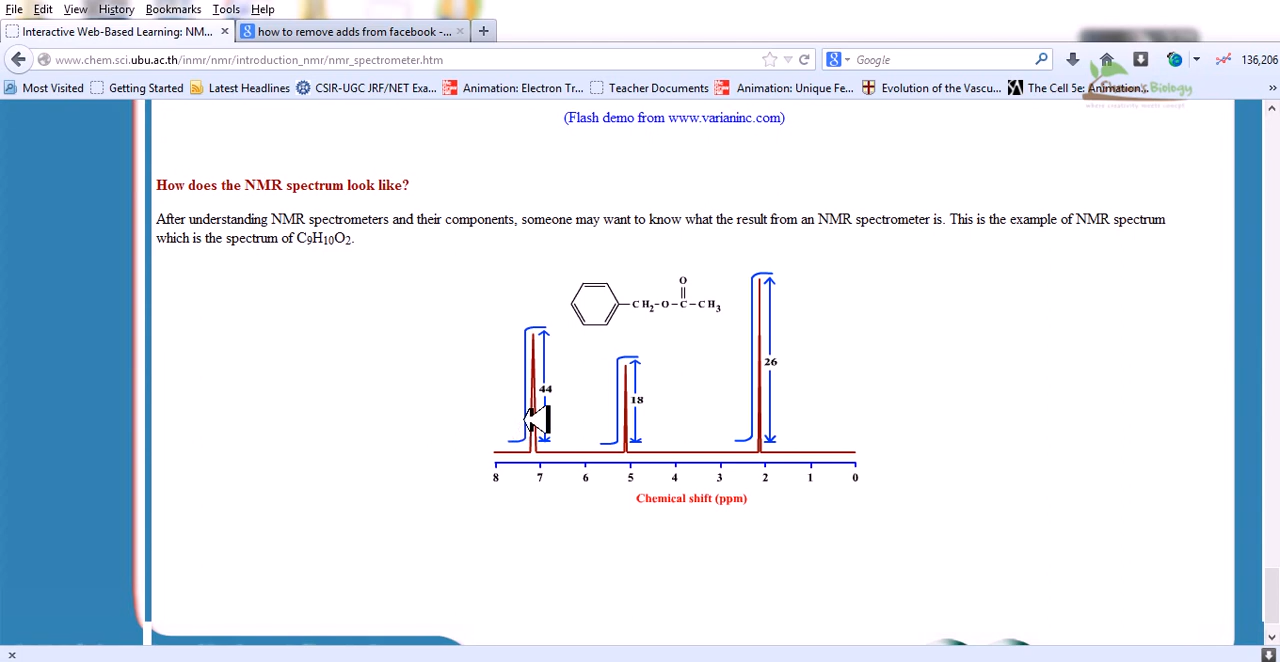 File Edit View History Bookmarks Tools Help
Interactive Web-Based Learning: NM... × how to remove adds from facebook -... × +
www.chem.sci.ubu.ac.th/inmr/nmr/introduction_nmr/nmr_spectrometer.htm Google 136,206
Most Visited Getting Started Latest Headlines CSIR-UGC JRF/NET Exa... Animation: Electron Tr... Teacher Documents Animation: Unique Fe... Evolution of the Vascu... The Cell 5e: Animation... »
Biology
(Flash demo from www.varianinc.com)
How does the NMR spectrum look like?
After understanding NMR spectrometers and their components, someone may want to know what the result from an NMR spectrometer is. This is the example of NMR spectrum
which is the spectrum of C9H10O2.
O
CH2-O-C-CH3
26
44
18
8 7 6 5 4 3 2 1 0
Chemical shift (ppm)